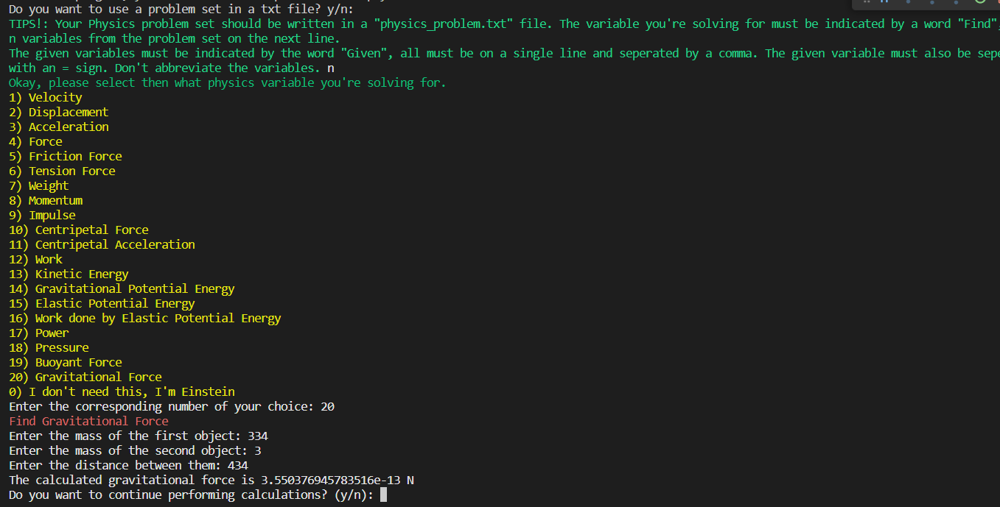 Do you want to use a problem set in a txt file? y/n:
TIPS!: Your Physics problem set should be written in a "physics_problem.txt" file. The variable you're solving for must be indicated by a word "Find",
n variables from the problem set on the next line.
The given variables must be indicated by the word "Given", all must be on a single line and seperated by a comma. The given variable must also be sepe
with an = sign. Don't abbreviate the variables. n
Okay, please select then what physics variable you're solving for.
1) Velocity
2) Displacement
3) Acceleration
4) Force
5) Friction Force
6) Tension Force
7) Weight
8) Momentum
9) Impulse
10) Centripetal Force
11) Centripetal Acceleration
12) Work
13) Kinetic Energy
14) Gravitational Potential Energy
15) Elastic Potential Energy
16) Work done by Elastic Potential Energy
17) Power
18) Pressure
19) Buoyant Force
20) Gravitational Force
0) I don't need this, I'm Einstein
Enter the corresponding number of your choice: 20
Find Gravitational Force
Enter the mass of the first object: 334
Enter the mass of the second object: 3
Enter the distance between them: 434
The calculated gravitational force is 3.550376945783516e-13 N
Do you want to continue performing calculations? (y/n):